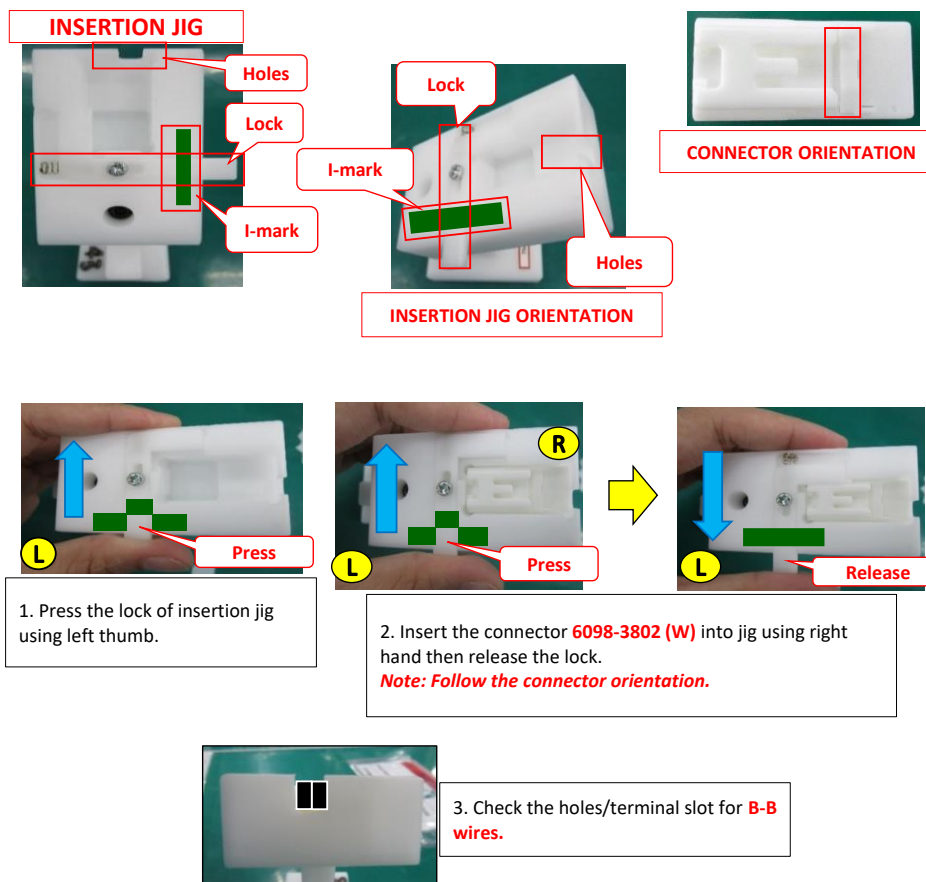 INSERTION JIG
Holes
Lock
I-mark
Lock
I-mark
Holes
INSERTION JIG ORIENTATION
CONNECTOR ORIENTATION
L
Press
R
L
Press
L
Release
1. Press the lock of insertion jig
using left thumb.
2. Insert the connector 6098-3802 (W) into jig using right
hand then release the lock.
Note: Follow the connector orientation.
3. Check the holes/terminal slot for B-B
wires.